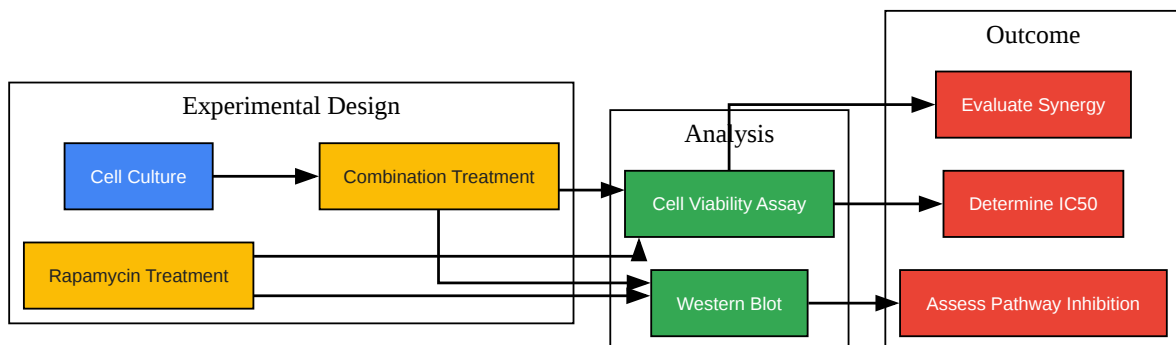 Outcome
Experimental Design
Evaluate Synergy
Analysis
Cell Culture
Combination Treatment
Cell Viability Assay
Determine IC50
Rapamycin Treatment
Western Blot
Assess Pathway Inhibition